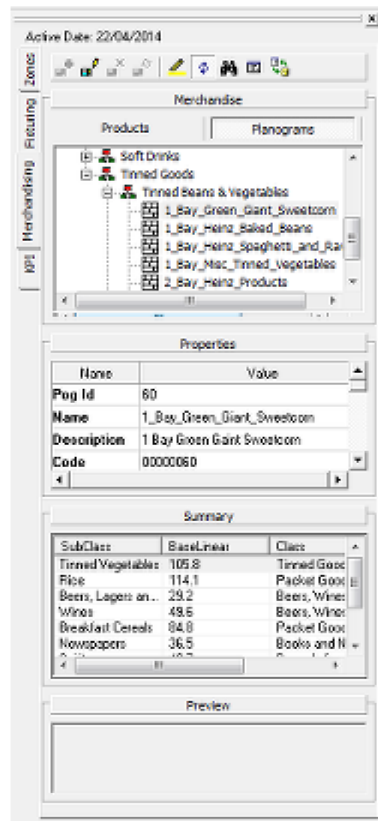 Active Date: 22/04/2014
Zones
Fixturing
Merchandising
KPI
Merchandise
Products
Planograms
Soft Drinks
Tinned Goods
Tinned Beans & Vegetables
1_Bay_Green_Giant_Sweetcorn
1_Bay_Heinz_Baked_Beans
1_Bay_Heinz_Spaghetti_and_Rav
1_Bay_Misc_Tinned_Vegetables
2_Bay_Heinz_Products
Properties
Name Value
Pog Id 60
Name 1_Bay_Green_Giant_Sweetcorn
Description 1 Bay Green Gaint Sweetcorn
Code 00000060
Summary
SubClass BaseLinear Class
Tinned Vegetables 105.8 Tinned Good
Rice 114.1 Packet Good
Beers, Lagers an... 29.2 Beers, Wines
Wines 49.6 Beers, Wines
Breakfast Cereals 84.8 Packet Good
Newspapers 36.5 Books and N
Preview